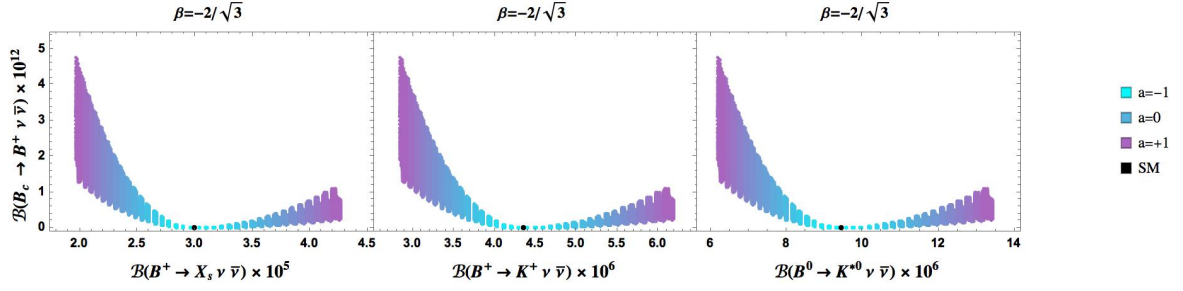 β=−2/√3
β=−2/√3
β=−2/√3
ℬ(B_c → B⁺ ν ν̄) × 10¹²
5
4
3
2
1
0
2.0 2.5 3.0 3.5 4.0 4.5
3.0 3.5 4.0 4.5 5.0 5.5 6.0
6 8 10 12 14
ℬ(B⁺ → X_s ν ν̄) × 10⁵
ℬ(B⁺ → K⁺ ν ν̄) × 10⁶
ℬ(B⁰ → K*⁰ ν ν̄) × 10⁶
a=−1
a=0
a=+1
SM